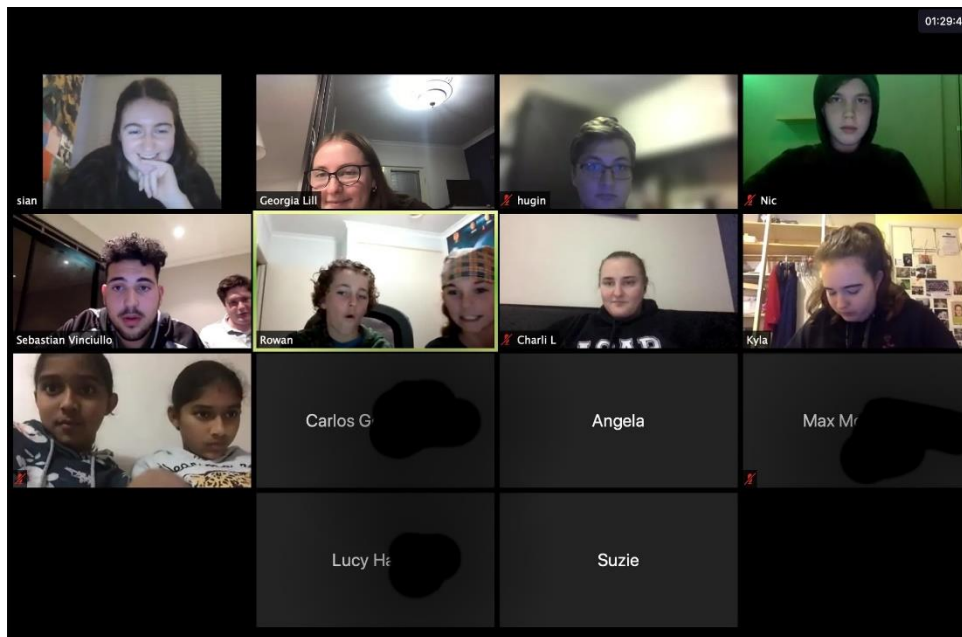 01:29:4
sian
Georgia Lill
hugin
Nic
Sebastian Vinciullo
Rowan
Charli L
Kyla
Carlos G
Angela
Max Mc
Lucy Ha
Suzie